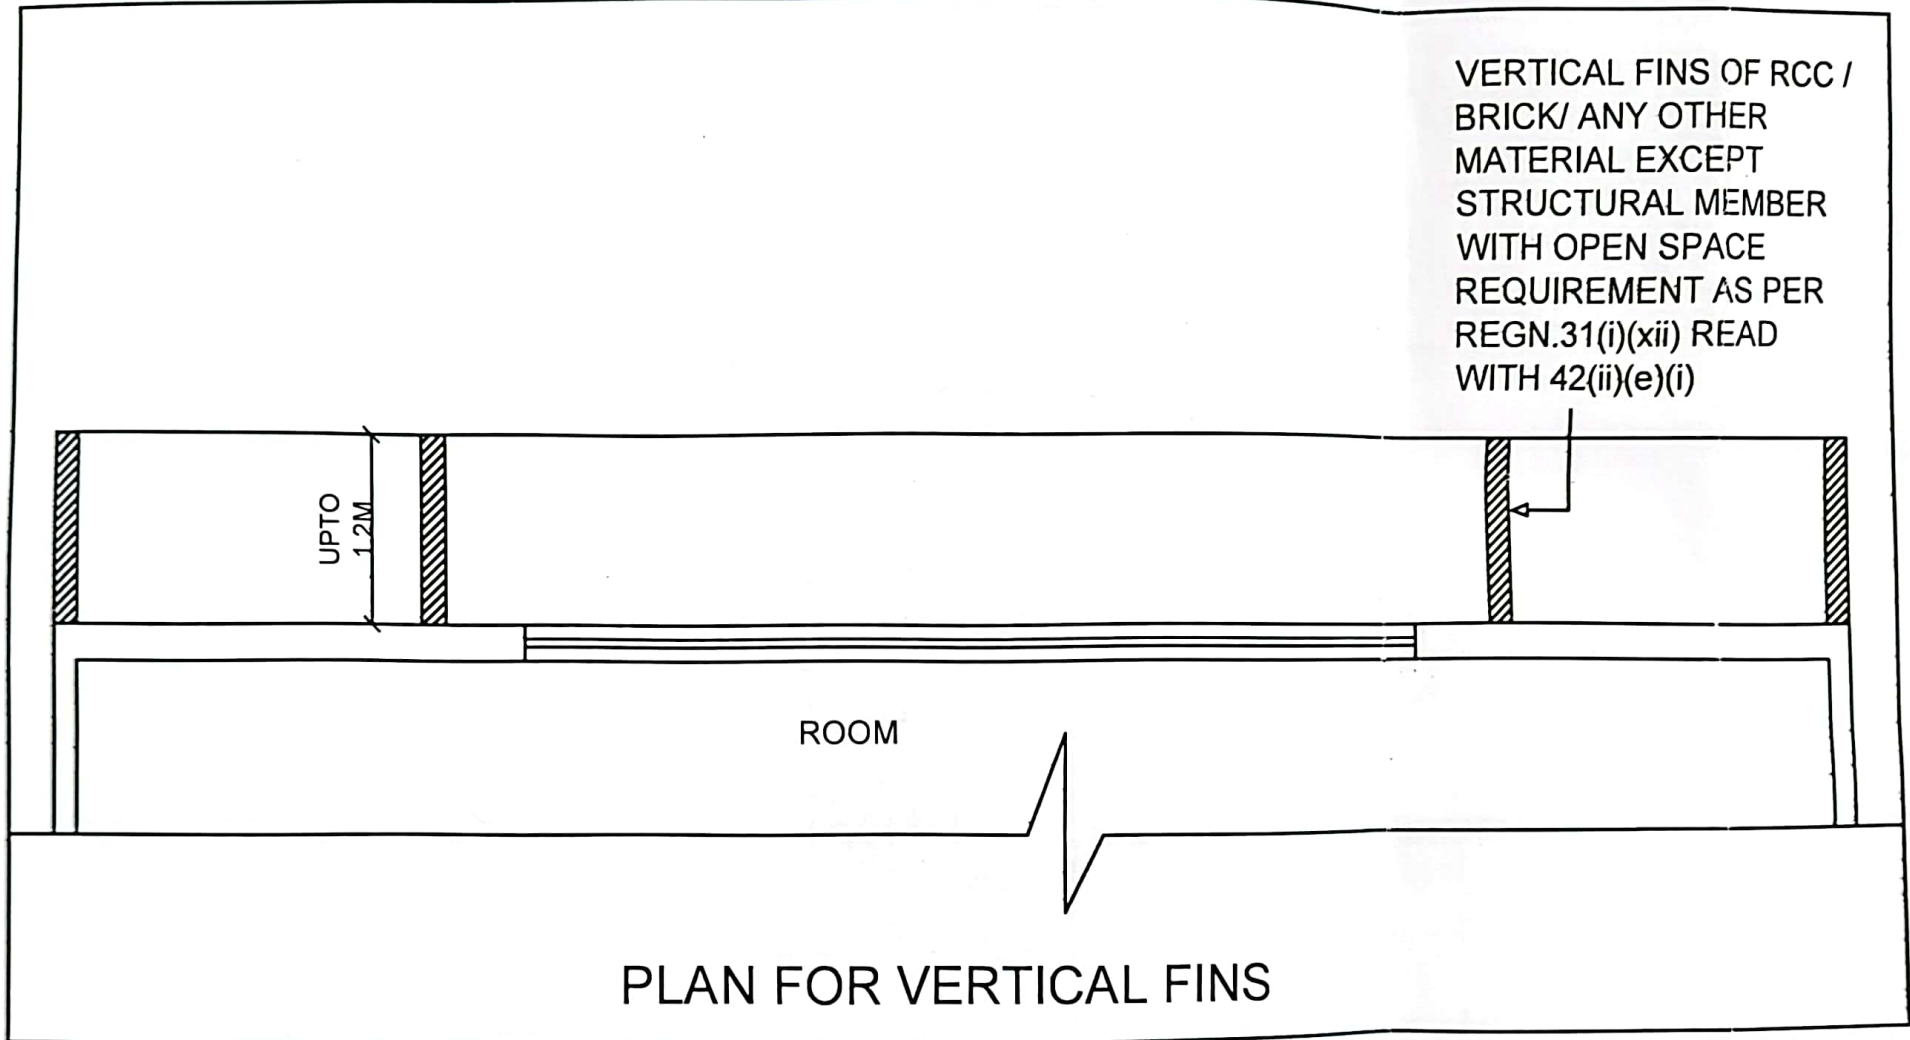 VERTICAL FINS OF RCC /
BRICK/ ANY OTHER
MATERIAL EXCEPT
STRUCTURAL MEMBER
WITH OPEN SPACE
REQUIREMENT AS PER
REGN.31(i)(xii) READ
WITH 42(ii)(e)(i)
UPTO
1.2M
ROOM
PLAN FOR VERTICAL FINS